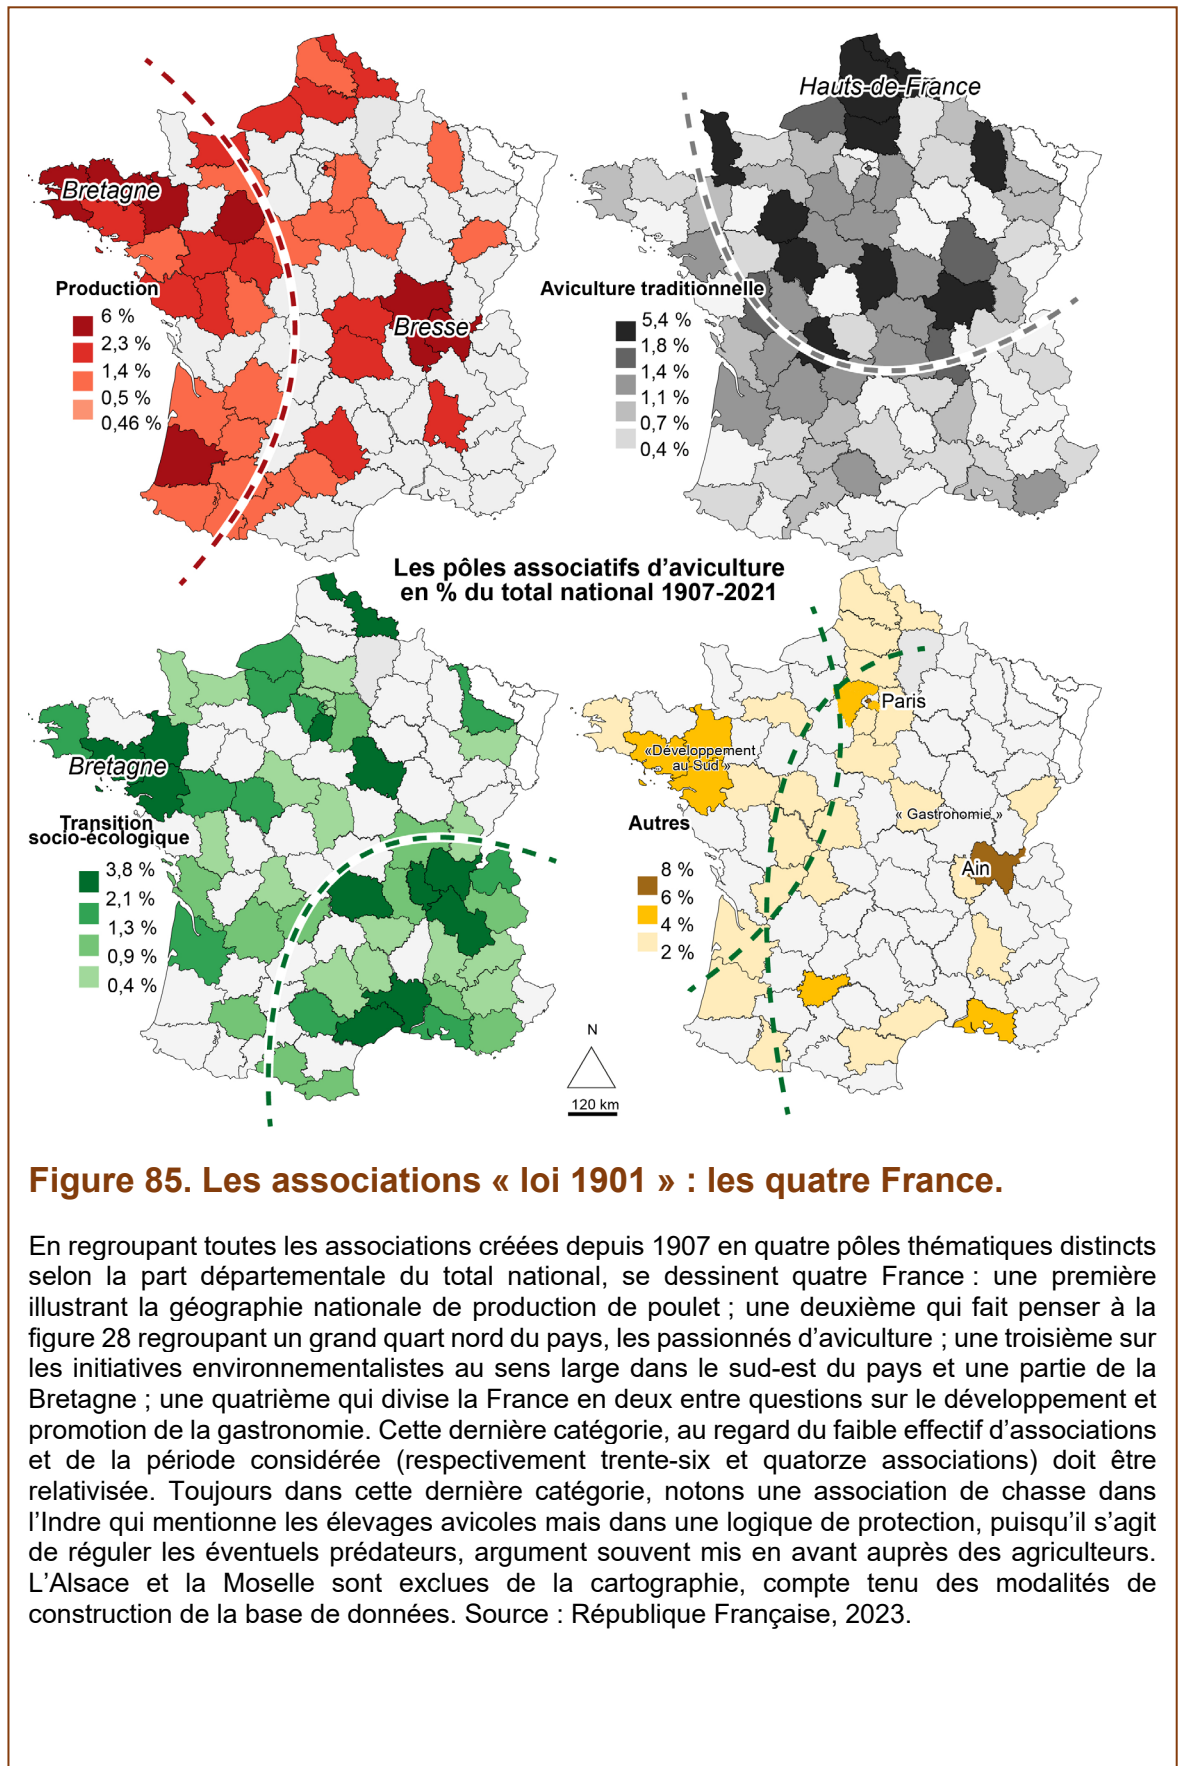 Hauts-de-France
Bretagne
Production
6 %
2,3 %
1,4 %
0,5 %
0,46 %
Bresse
Aviculture traditionnelle
5,4 %
1,8 %
1,4 %
1,1 %
0,7 %
0,4 %
Les pôles associatifs d’aviculture
en % du total national 1907-2021
Bretagne
Transition
socio-écologique
3,8 %
2,1 %
1,3 %
0,9 %
0,4 %
Paris
«Développement
au Sud »
« Gastronomie »
Autres
8 %
6 %
4 %
2 %
Ain
N
120 km
Figure 85. Les associations « loi 1901 » : les quatre France.
En regroupant toutes les associations créées depuis 1907 en quatre pôles thématiques distincts
selon la part départementale du total national, se dessinent quatre France : une première
illustrant la géographie nationale de production de poulet ; une deuxième qui fait penser à la
figure 28 regroupant un grand quart nord du pays, les passionnés d’aviculture ; une troisième sur
les initiatives environnementalistes au sens large dans le sud-est du pays et une partie de la
Bretagne ; une quatrième qui divise la France en deux entre questions sur le développement et
promotion de la gastronomie. Cette dernière catégorie, au regard du faible effectif d’associations
et de la période considérée (respectivement trente-six et quatorze associations) doit être
relativisée. Toujours dans cette dernière catégorie, notons une association de chasse dans
l’Indre qui mentionne les élevages avicoles mais dans une logique de protection, puisqu’il s’agit
de réguler les éventuels prédateurs, argument souvent mis en avant auprès des agriculteurs.
L’Alsace et la Moselle sont exclues de la cartographie, compte tenu des modalités de
construction de la base de données. Source : République Française, 2023.